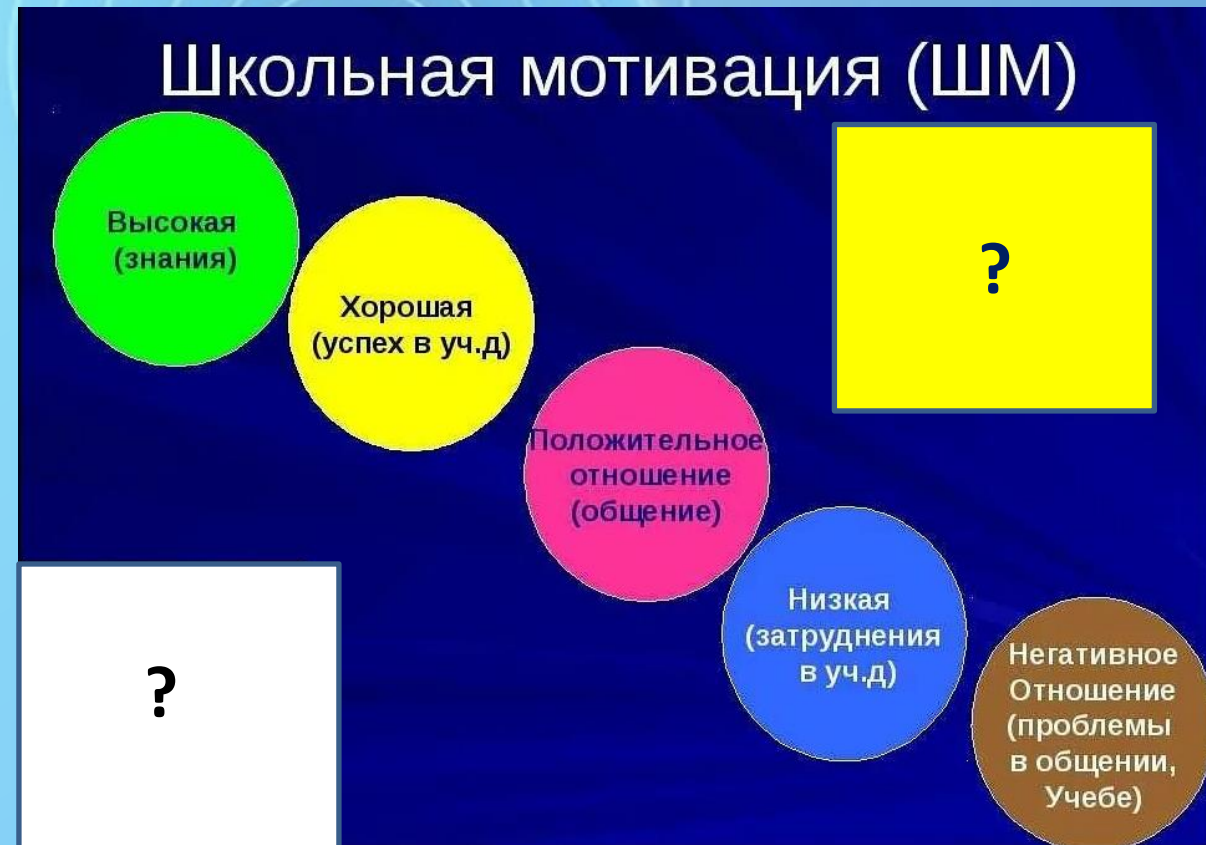 Школьная мотивация (ШМ)
Высокая
(знания)
?
Хорошая
(успех в уч.д)
Положительное
отношение
(общение)
Низкая
(затруднения
в уч.д)
?
Негативное
Отношение
(проблемы
в общении,
Учебе)